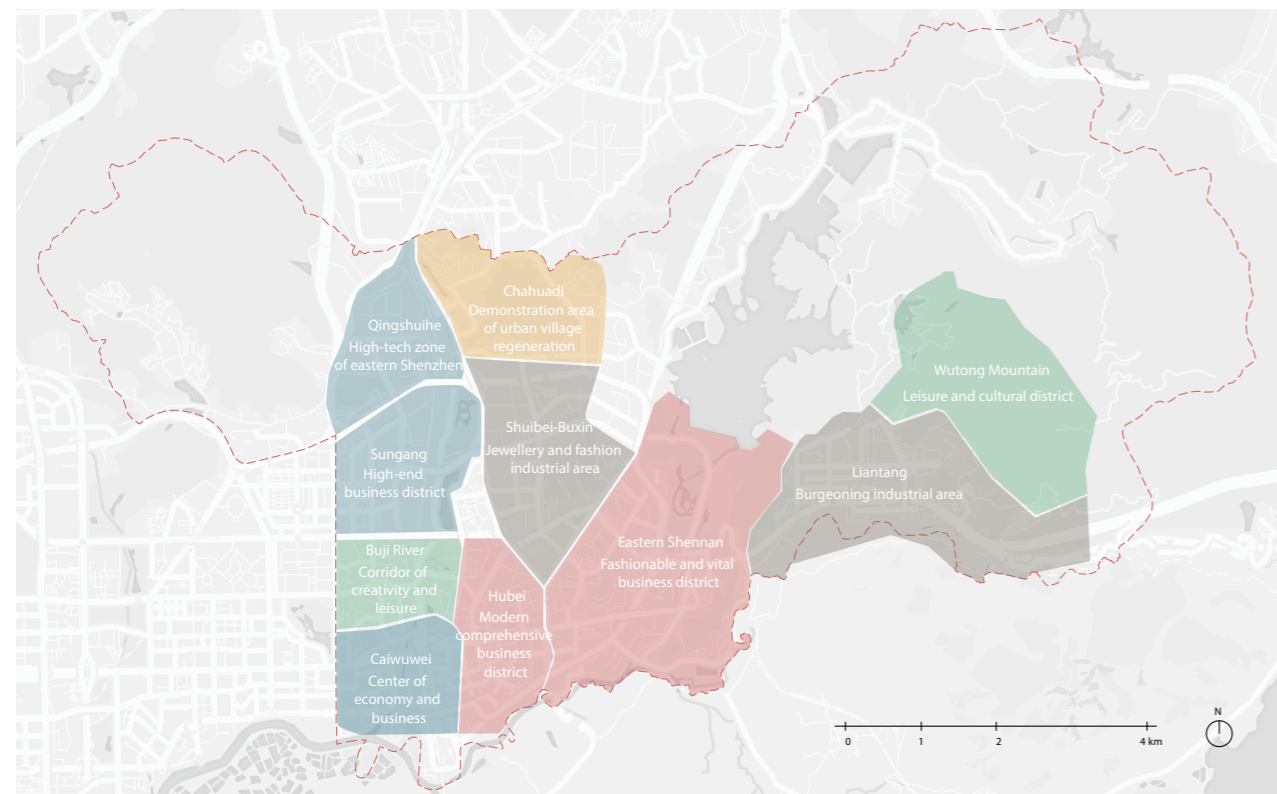 Chahuadi
Demonstration area
of urban village
regeneration
Qingshuihe
High-tech zone
of eastern Shenzhen
Wutong Mountain
Leisure and cultural district
Shuibei-Buxin
Jewellery and fashion
industrial area
Sungang
High-end
business district
Liantang
Burgeoning industrial area
Eastern Shennan
Fashionable and vital
business district
Buji River
Corridor of
creativity and
leisure
Hubei
Modern
comprehensive
business
district
Caiwuwei
Center of
economy and
business
N
0 1 2 4 km